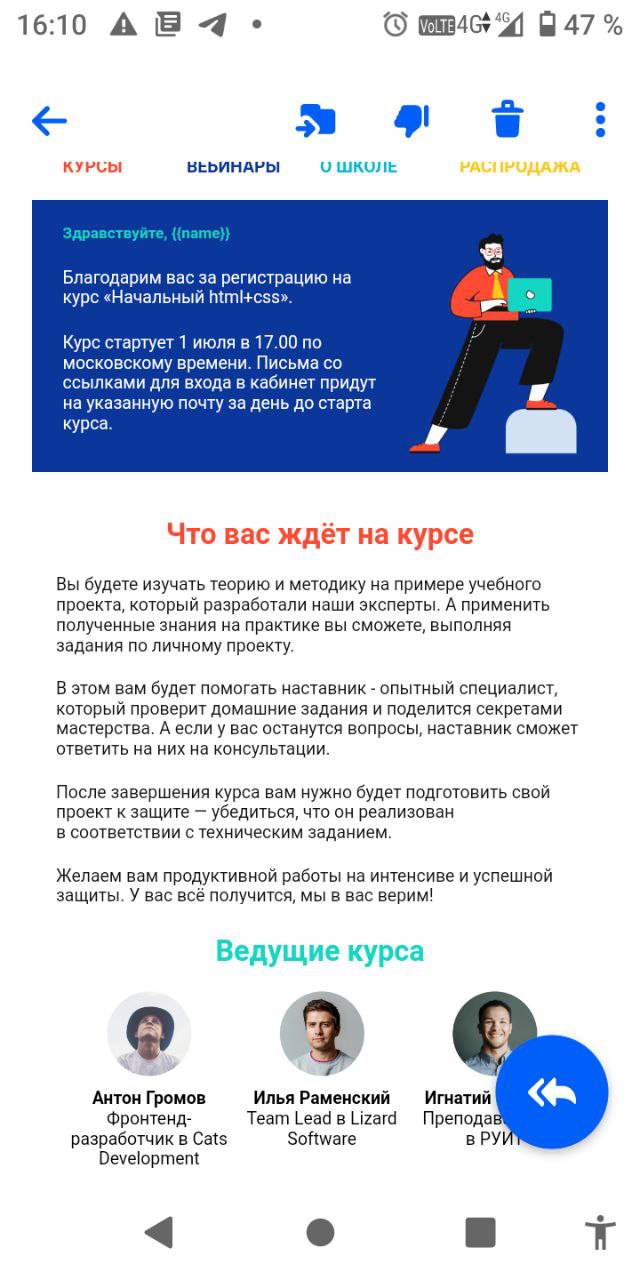 16:10 VoLTE 4G 4G 47 %
КУРСЫ ВЕБИНАРЫ О ШКОЛЕ РАСПРОДАЖА
Здравствуйте, {{name}}
Благодарим вас за регистрацию на
курс «Начальный html+css».
Курс стартует 1 июля в 17.00 по
московскому времени. Письма со
ссылками для входа в кабинет придут
на указанную почту за день до старта
курса.
Что вас ждёт на курсе
Вы будете изучать теорию и методику на примере учебного
проекта, который разработали наши эксперты. А применить
полученные знания на практике вы сможете, выполняя
задания по личному проекту.
В этом вам будет помогать наставник - опытный специалист,
который проверит домашние задания и поделится секретами
мастерства. А если у вас останутся вопросы, наставник сможет
ответить на них на консультации.
После завершения курса вам нужно будет подготовить свой
проект к защите — убедиться, что он реализован
в соответствии с техническим заданием.
Желаем вам продуктивной работы на интенсиве и успешной
защиты. У вас всё получится, мы в вас верим!
Ведущие курса
Антон Громов
Фронтенд-
разработчик в Cats
Development
Илья Раменский
Team Lead в Lizard
Software
Игнатий
в РУИТ